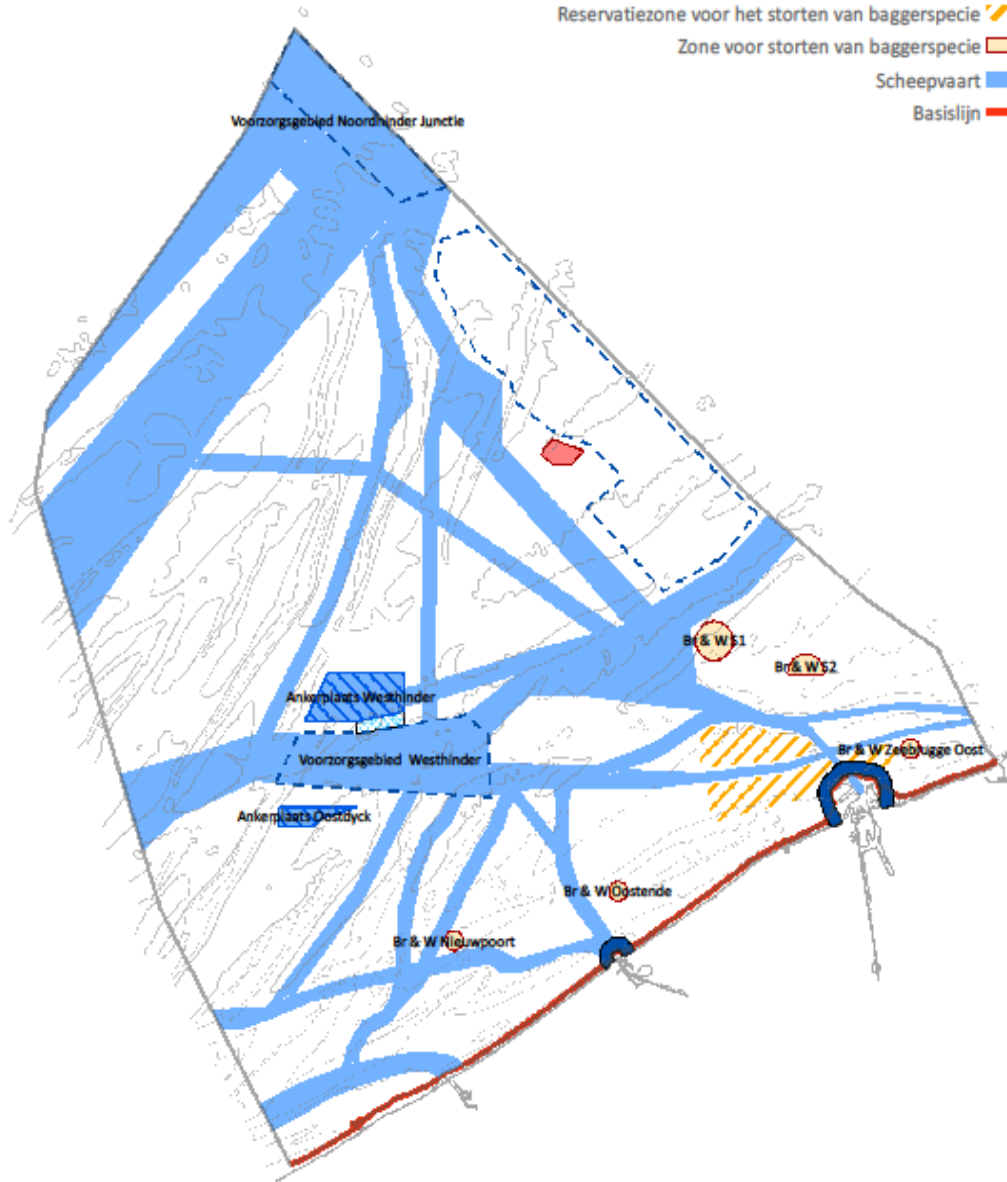 Reservatiezone voor het storten van baggerspecie
Zone voor storten van baggerspecie
Scheepvaart
Basislijn
Voorzorgsgebied Noordhinder Junctie
Br & W S1
Br & W S2
Ankerplaats Westhinder
Br & W Zeebrugge Oost
Voorzorgsgebied Westhinder
Ankerplaats Oostdyck
Br & W Oostende
Br & W Nieuwpoort